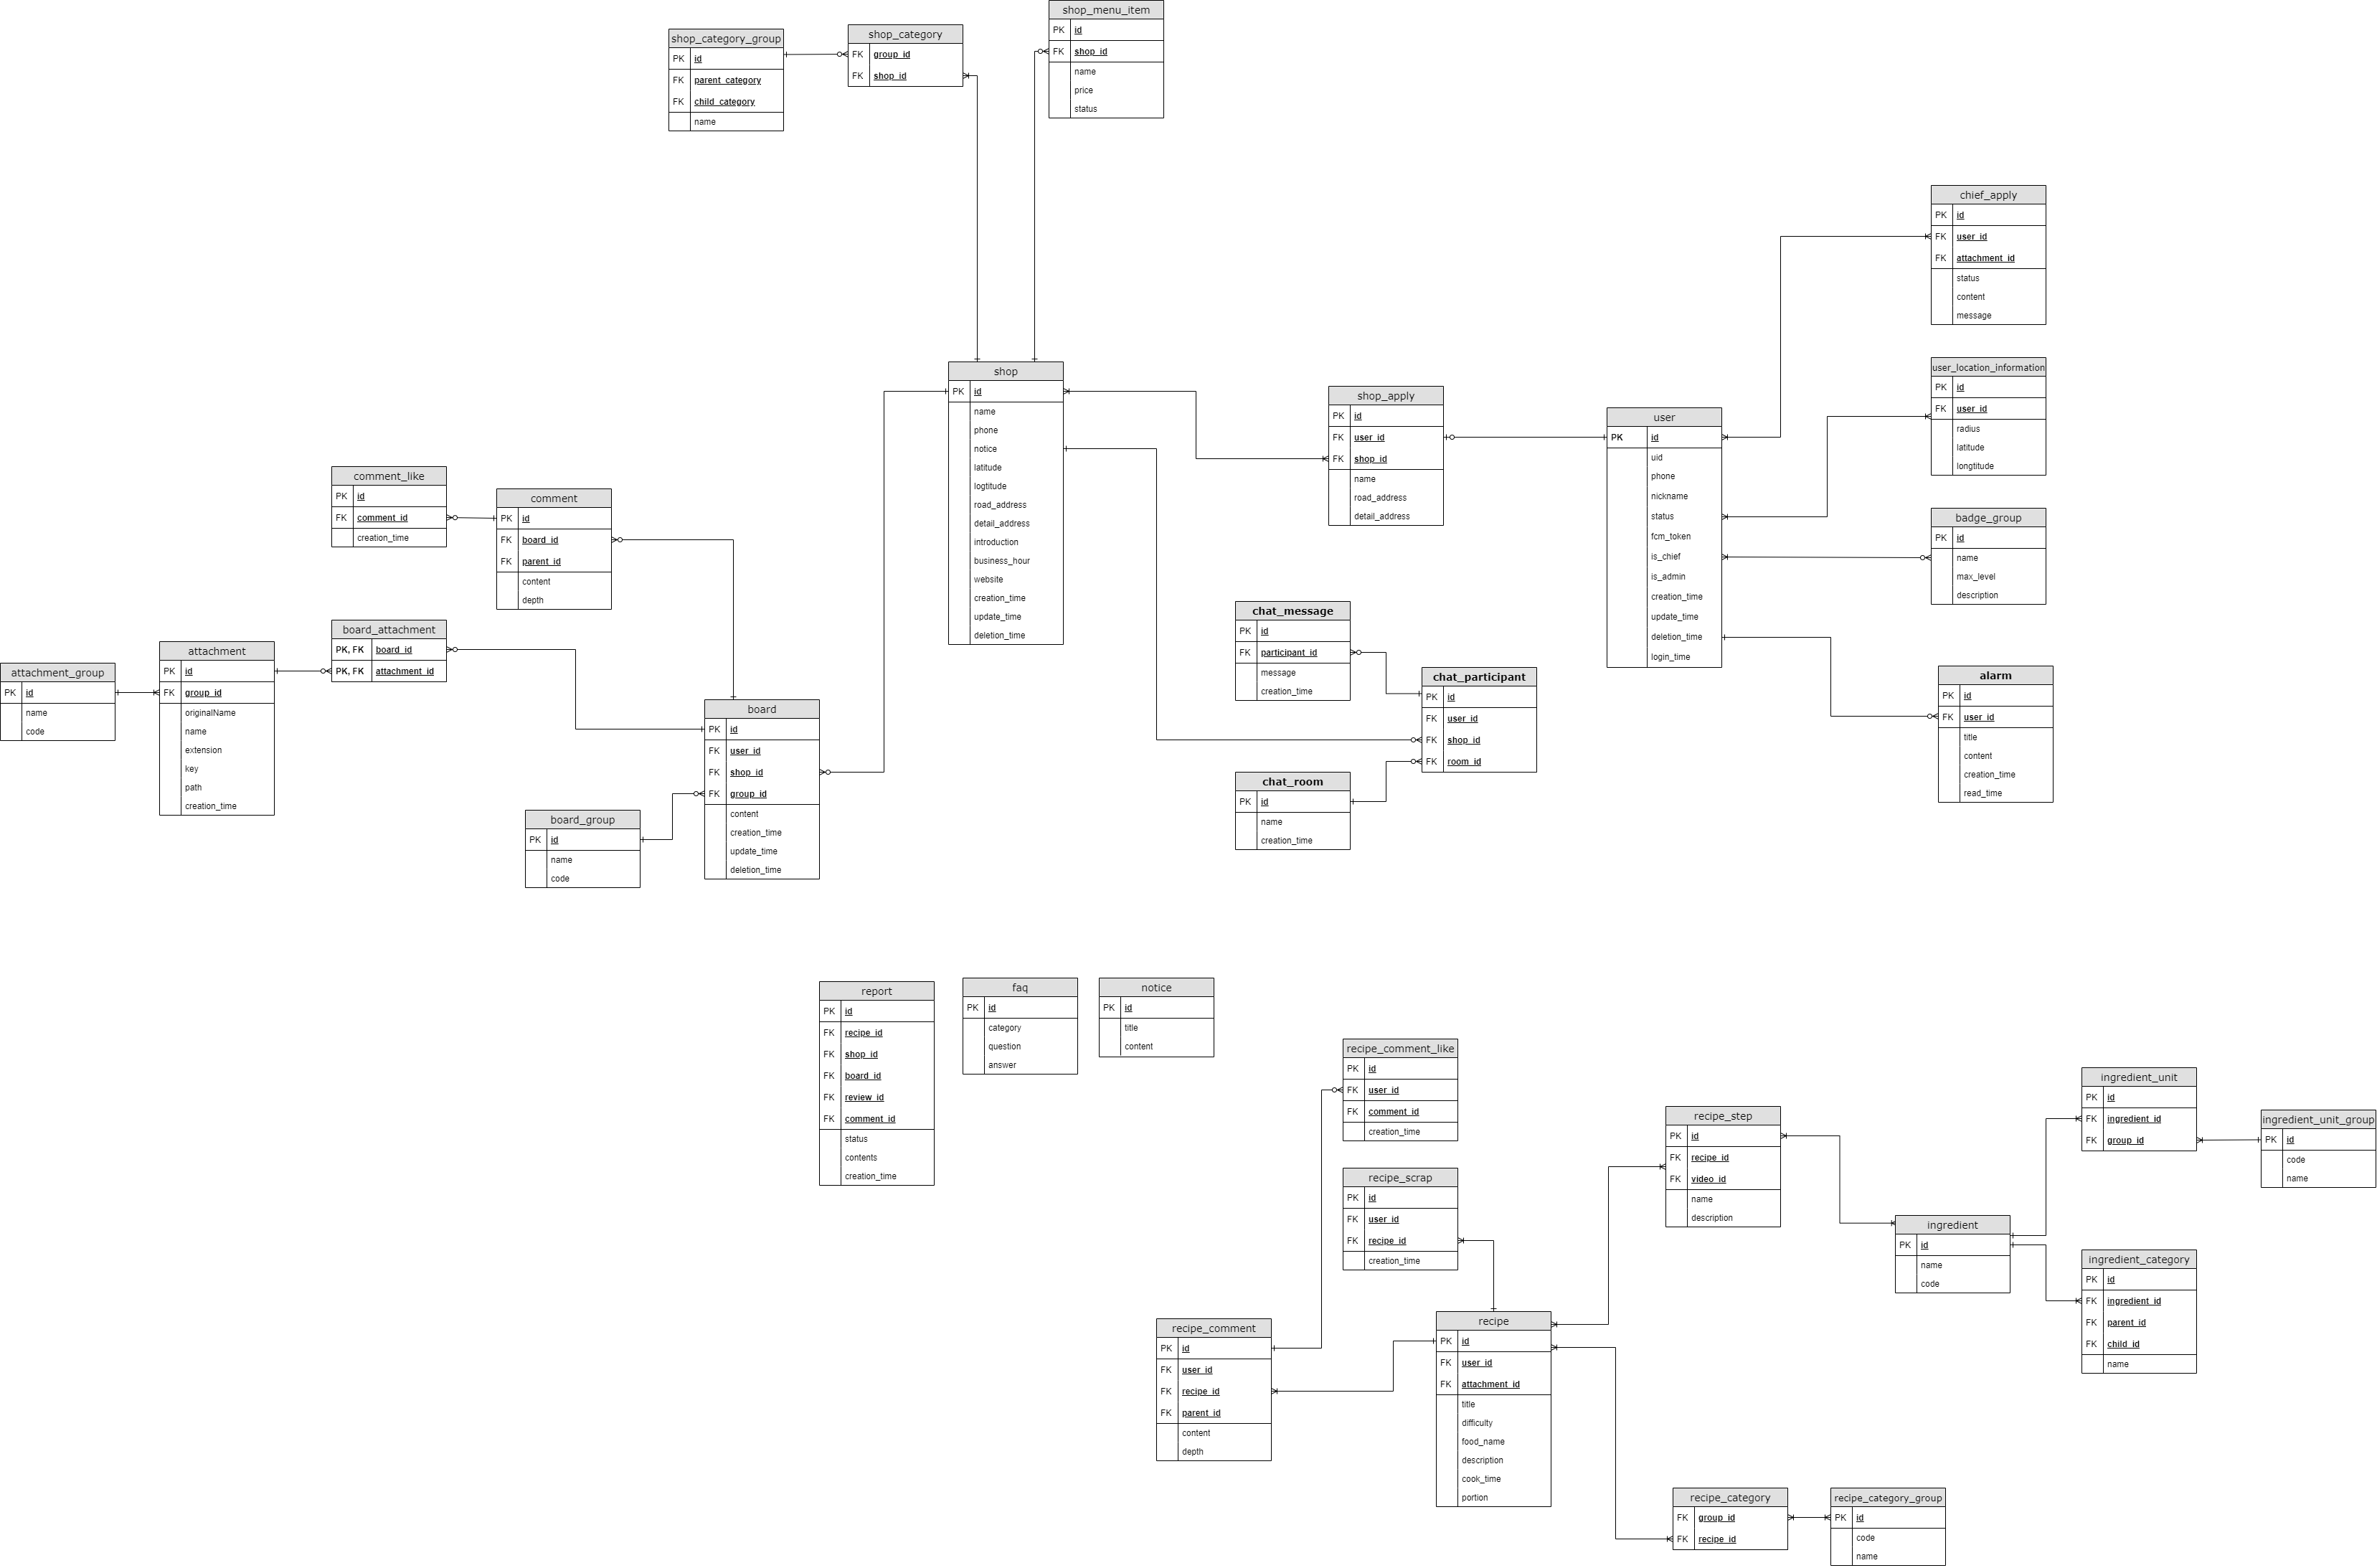 shop_menu_item
PK id
FK shop_id
name
price
status
shop_category_group
PK id
FK parent_category
FK child_category
name
shop_category
FK group_id
FK shop_id
chief_apply
PK id
FK user_id
FK attachment_id
status
content
message
user_location_information
PK id
FK user_id
radius
latitude
longtitude
shop
PK id
name
phone
notice
latitude
logtitude
road_address
detail_address
introduction
business_hour
website
creation_time
update_time
deletion_time
shop_apply
PK id
FK user_id
FK shop_id
name
road_address
detail_address
user
PK id
uid
phone
nickname
status
fcm_token
is_chief
is_admin
creation_time
update_time
deletion_time
login_time
badge_group
PK id
name
max_level
description
comment_like
PK id
FK comment_id
creation_time
comment
PK id
FK board_id
FK parent_id
content
depth
board_attachment
PK, FK board_id
PK, FK attachment_id
attachment
PK id
FK group_id
originalName
name
extension
key
path
creation_time
attachment_group
PK id
name
code
chat_message
PK id
FK participant_id
message
creation_time
chat_participant
PK id
FK user_id
FK shop_id
FK room_id
alarm
PK id
FK user_id
title
content
creation_time
read_time
board
PK id
FK user_id
FK shop_id
FK group_id
content
creation_time
update_time
deletion_time
chat_room
PK id
name
creation_time
board_group
PK id
name
code
report
PK id
FK recipe_id
FK shop_id
FK board_id
FK review_id
FK comment_id
status
contents
creation_time
faq
PK id
category
question
answer
notice
PK id
title
content
recipe_comment_like
PK id
FK user_id
FK comment_id
creation_time
recipe_scrap
PK id
FK user_id
FK recipe_id
creation_time
recipe_step
PK id
FK recipe_id
FK video_id
name
description
ingredient_unit
PK id
FK ingredient_id
FK group_id
ingredient_unit_group
PK id
code
name
ingredient
PK id
name
code
ingredient_category
PK id
FK ingredient_id
FK parent_id
FK child_id
name
recipe_comment
PK id
FK user_id
FK recipe_id
FK parent_id
content
depth
recipe
PK id
FK user_id
FK attachment_id
title
difficulty
food_name
description
cook_time
portion
recipe_category
FK group_id
FK recipe_id
recipe_category_group
PK id
code
name